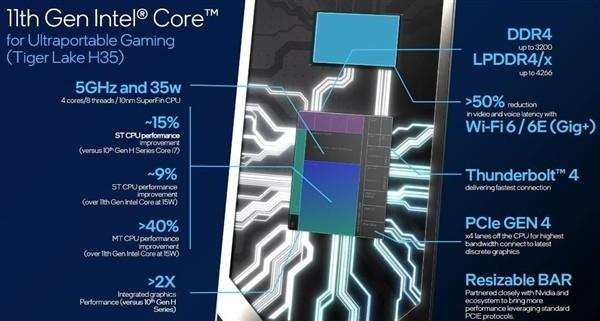 11th Gen Intel® Core™
for Ultraportable Gaming
(Tiger Lake H35)
5GHz and 35w
4 cores/8 threads / 10nm SuperFin CPU
~15%
ST CPU performance
improvement
(versus 10th Gen H Series Core i7)
~9%
ST CPU performance
improvement
(over 11th Gen Intel Core at 15W)
>40%
MT CPU performance
improvement
(over 11th Gen Intel Core at 15W)
>2X
Integrated graphics
Performance (versus 10th Gen H
Series)
DDR4
up to 3200
LPDDR4/x
up to 4266
>50% reduction
in video and voice latency with
Wi-Fi 6 / 6E (Gig+)
Thunderbolt™ 4
delivering fastest connection
PCIe GEN 4
x4 lanes off the CPU for highest
bandwidth connect to latest
discrete graphics
Resizable BAR
Partnered closely with Nvidia and
ecosystem to bring more
performance leveraging standard
PCIE protocols.